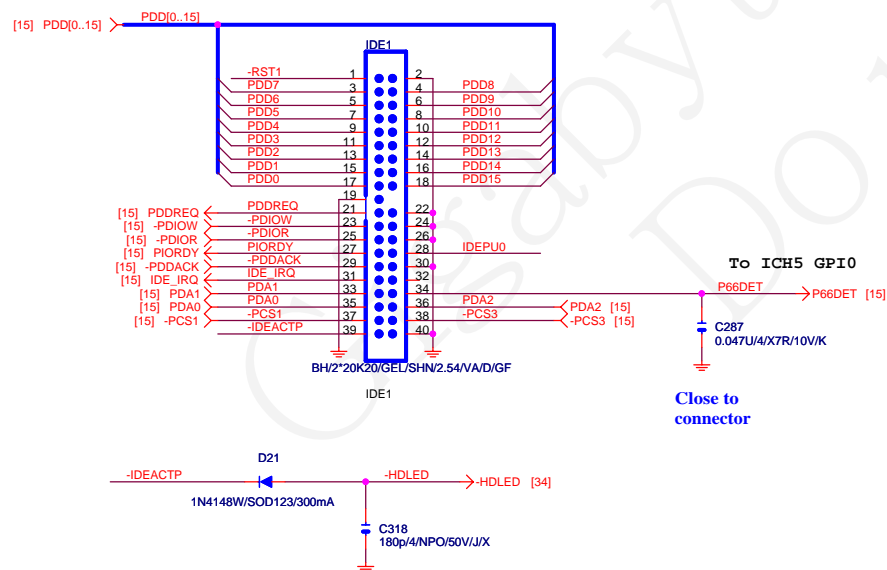 [15] PDD[0..15] PDD[0..15]
IDE1
-RST1 1 2
PDD7 3 4 PDD8
PDD6 5 6 PDD9
PDD5 7 8 PDD10
PDD4 9 10 PDD11
PDD3 11 12 PDD12
PDD2 13 14 PDD13
PDD1 15 16 PDD14
PDD0 17 18 PDD15
19
[15] PDDREQ PDDREQ 21 22
[15] -PDIOW -PDIOW 23 24
[15] -PDIOR -PDIOR 25 26
[15] PIORDY PIORDY 27 28 IDEPU0
[15] -PDDACK -PDDACK 29 30
[15] IDE_IRQ IDE_IRQ 31 32
[15] PDA1 PDA1 33 34
[15] PDA0 PDA0 35 36 PDA2 PDA2 [15]
[15] -PCS1 -PCS1 37 38 -PCS3 -PCS3 [15]
-IDEACTP 39 40
To ICH5 GPI0
P66DET P66DET [15]
C287
0.047U/4/X7R/10V/K
BH/2*20K20/GEL/SHN/2.54/VA/D/GF
IDE1
Close to
connector
D21
-IDEACTP -HDLED -HDLED [34]
1N4148W/SOD123/300mA
C318
180p/4/NPO/50V/J/X
Gigaby
Do